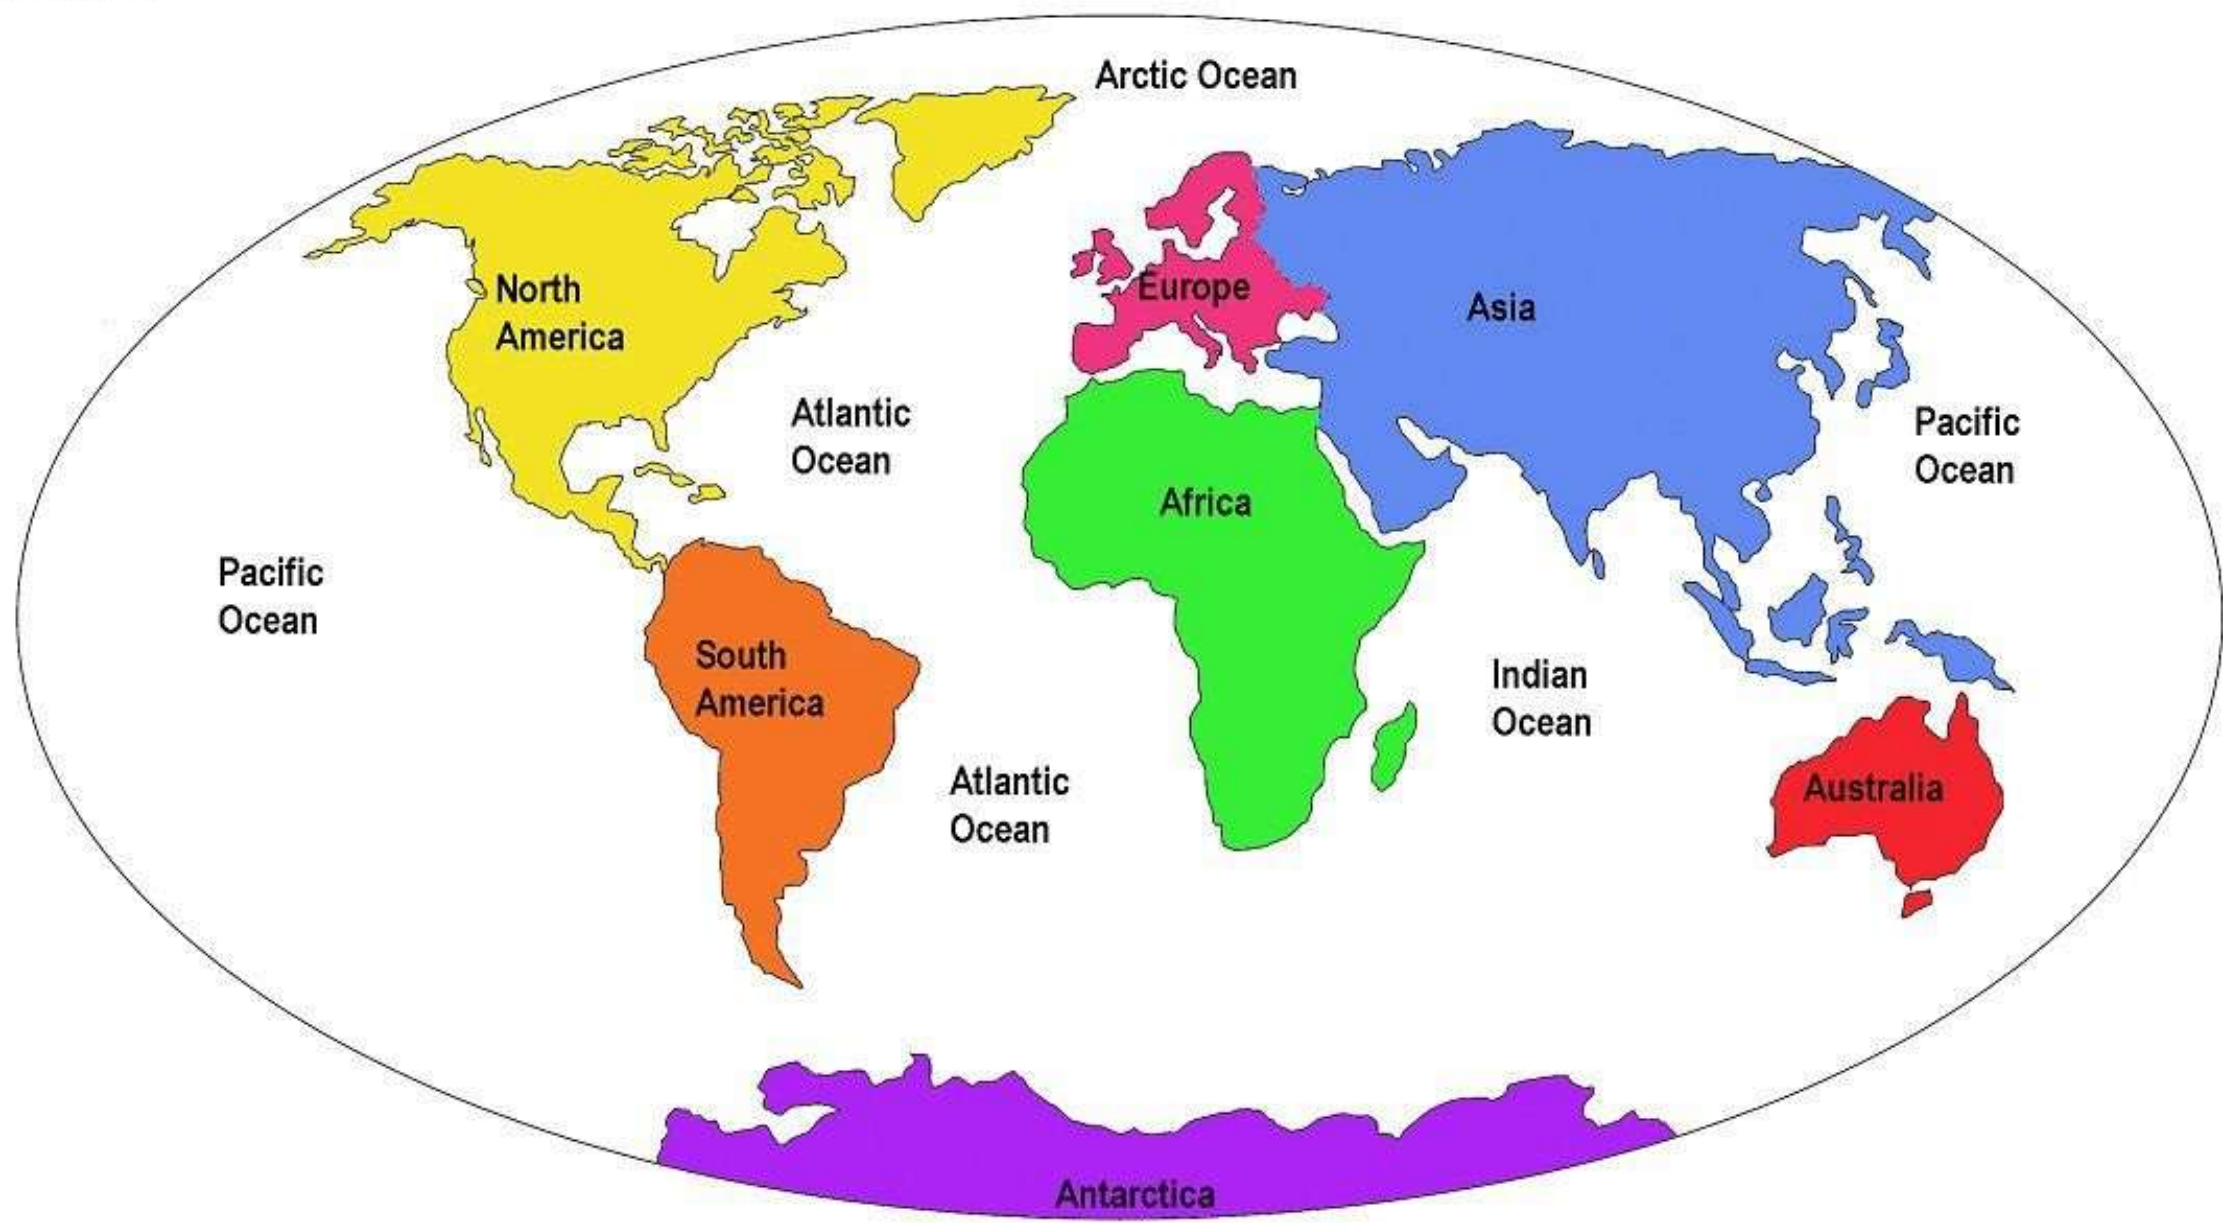 Arctic Ocean
North
America
Europe
Asia
Atlantic
Ocean
Pacific
Ocean
Africa
Pacific
Ocean
South
America
Indian
Ocean
Atlantic
Ocean
Australia
Antarctica